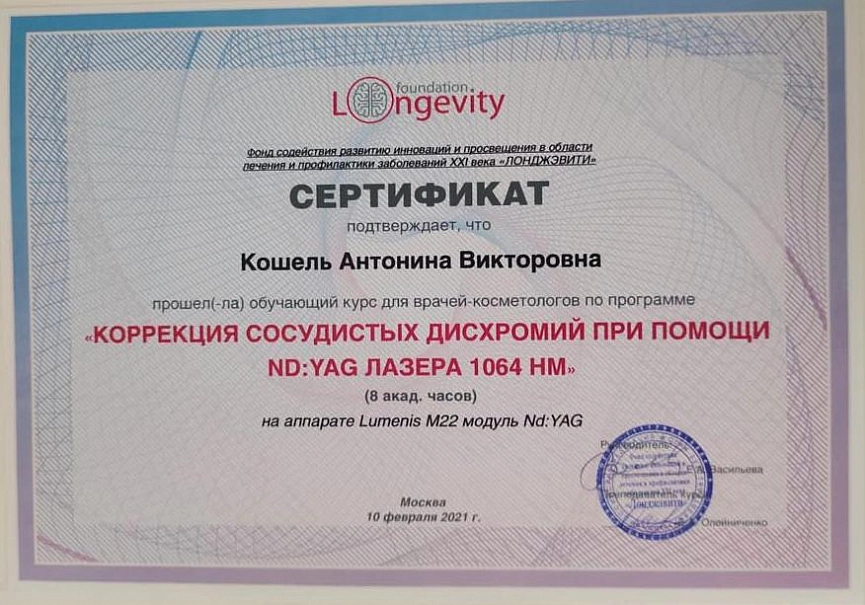 foundation
Longevity
Фонд содействия развитию инноваций и просвещения в области
лечения и профилактики заболеваний XXI века «ЛОНДЖЭВИТИ»
СЕРТИФИКАТ
подтверждает, что
Кошель Антонина Викторовна
прошел(-ла) обучающий курс для врачей-косметологов по программе
«КОРРЕКЦИЯ СОСУДИСТЫХ ДИСХРОМИЙ ПРИ ПОМОЩИ
ND:YAG ЛАЗЕРА 1064 НМ»
(8 акад. часов)
на аппарате Lumenis M22 модуль Nd:YAG
Руководитель
Васильева
Преподаватель курса
«Лонджэвити»
Олейниченко
Москва
10 февраля 2021 г.